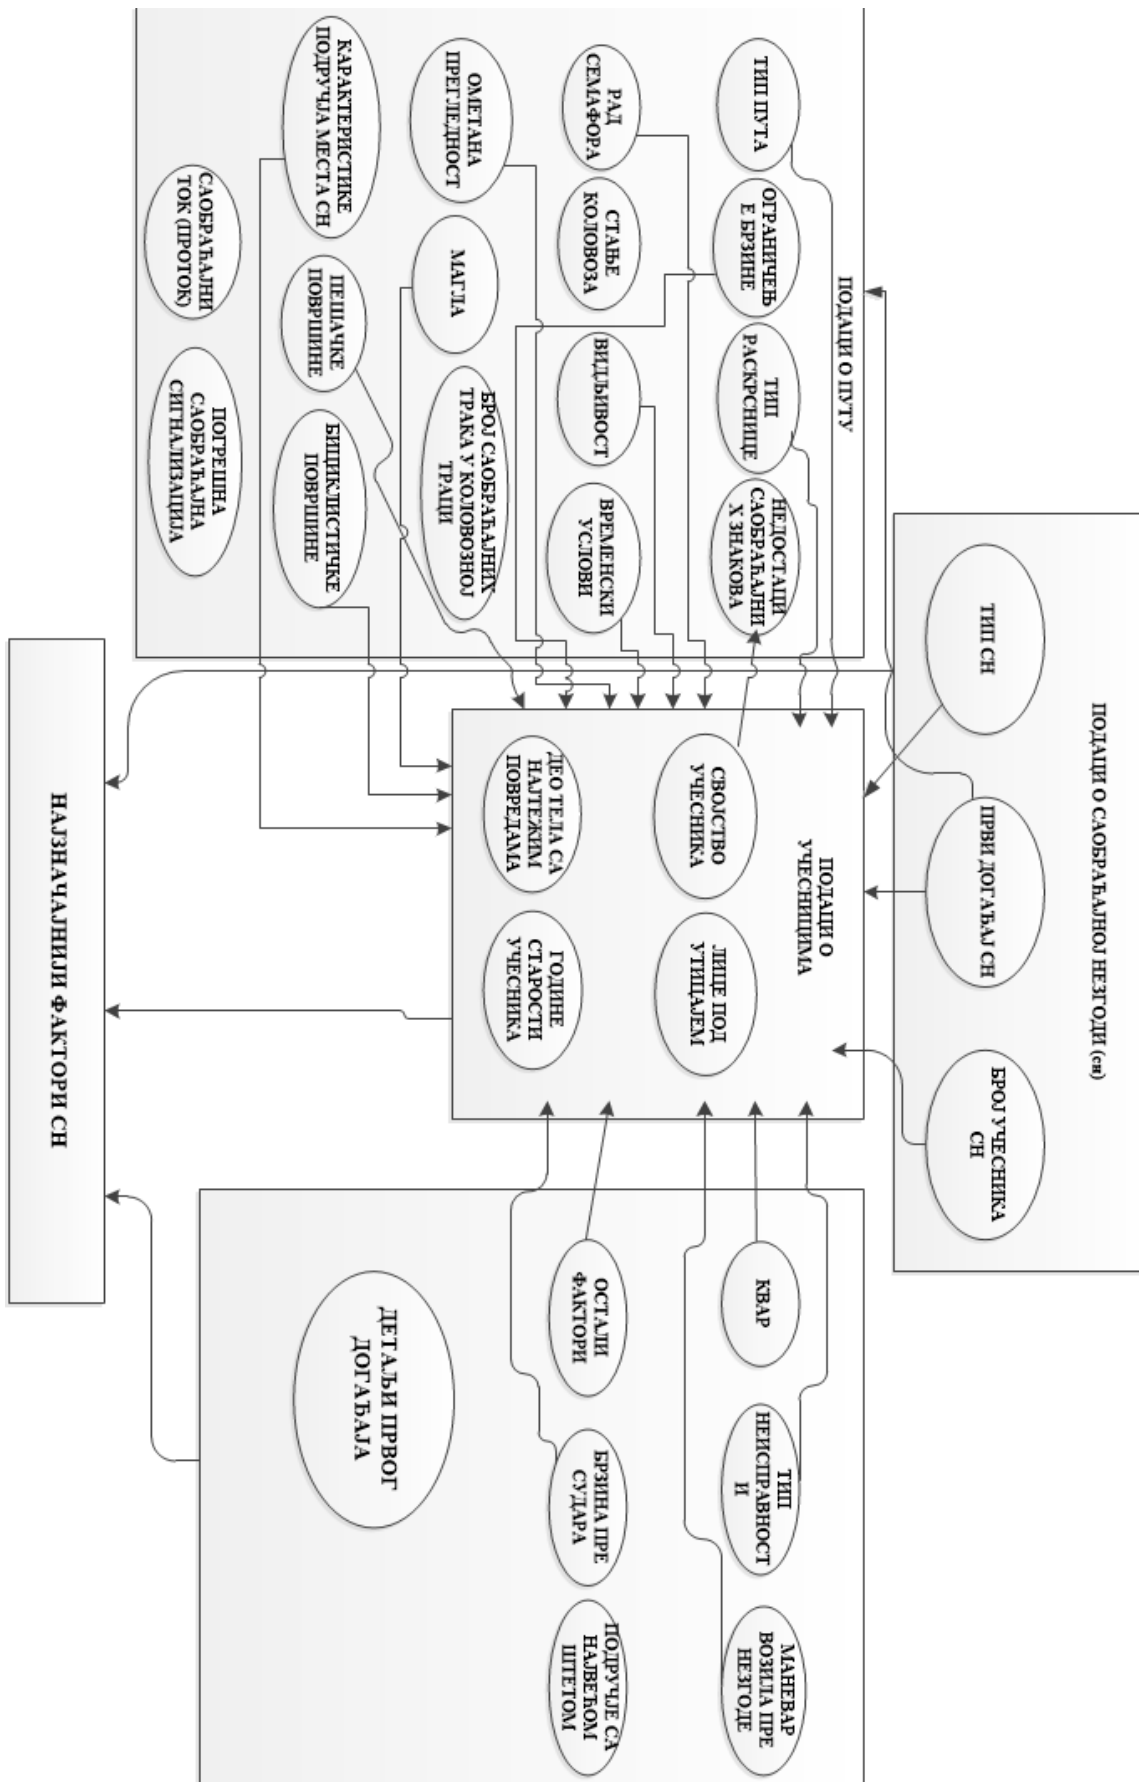 ПОДАЦИ О САОБРАЋАЈНОЈ НЕЗГОДИ (сн)
ТИП СН
ПРВИ ДОГАЂАЈ СН
БРОЈ УЧЕСНИКА
СН
ПОДАЦИ О ПУТУ
ТИП ПУТА
ОГРАНИЧЕЊ
Е БРЗИНЕ
ТИП
РАСКРСНИЦЕ
НЕДОСТАЦИ
САОБРАЋАЈНИ
Х ЗНАКОВА
РАД
СЕМАФОРА
СТАЊЕ
КОЛОВОЗА
ВИДЉИВОСТ
ВРЕМЕНСКИ
УСЛОВИ
ОМЕТАНА
ПРЕГЛЕДНОСТ
МАГЛА
БРОЈ САОБРАЋАЈНИХ
ТРАКА У КОЛОВОЗНОЈ
ТРАЦИ
КАРАКТЕРИСТИКЕ
ПОДРУЧЈА МЕСТА СН
ПЕШАЧКЕ
ПОВРШИНЕ
БИЦИКЛИСТИЧКЕ
ПОВРШИНЕ
САОБРАЋАЈНИ
ТОК (ПРОТОК)
ПОГРЕШНА
САОБРАЋАЈНА
СИГНАЛИЗАЦИЈА
ПОДАЦИ О
УЧЕСНИЦИМА
СВОЈСТВО
УЧЕСНИКА
ЛИЦЕ ПОД
УТИЦАЈЕМ
ДЕО ТЕЛА СА
НАЈТЕЖИМ
ПОВРЕДАМА
ГОДИНЕ
СТАРОСТИ
УЧЕСНИКА
КВАР
ТИП
НЕИСПРАВНОСТ
И
МАНЕВАР
ВОЗИЛА ПРЕ
НЕЗГОДЕ
ОСТАЛИ
ФАКТОРИ
БРЗИНА ПРЕ
СУДАРА
ПОДРУЧЈЕ СА
НАЈВЕЋОМ
ШТЕТОМ
ДЕТАЉИ ПРВОГ
ДОГАЂАЈА
НАЈЗНАЧАЈНИЈИ ФАКТОРИ СН